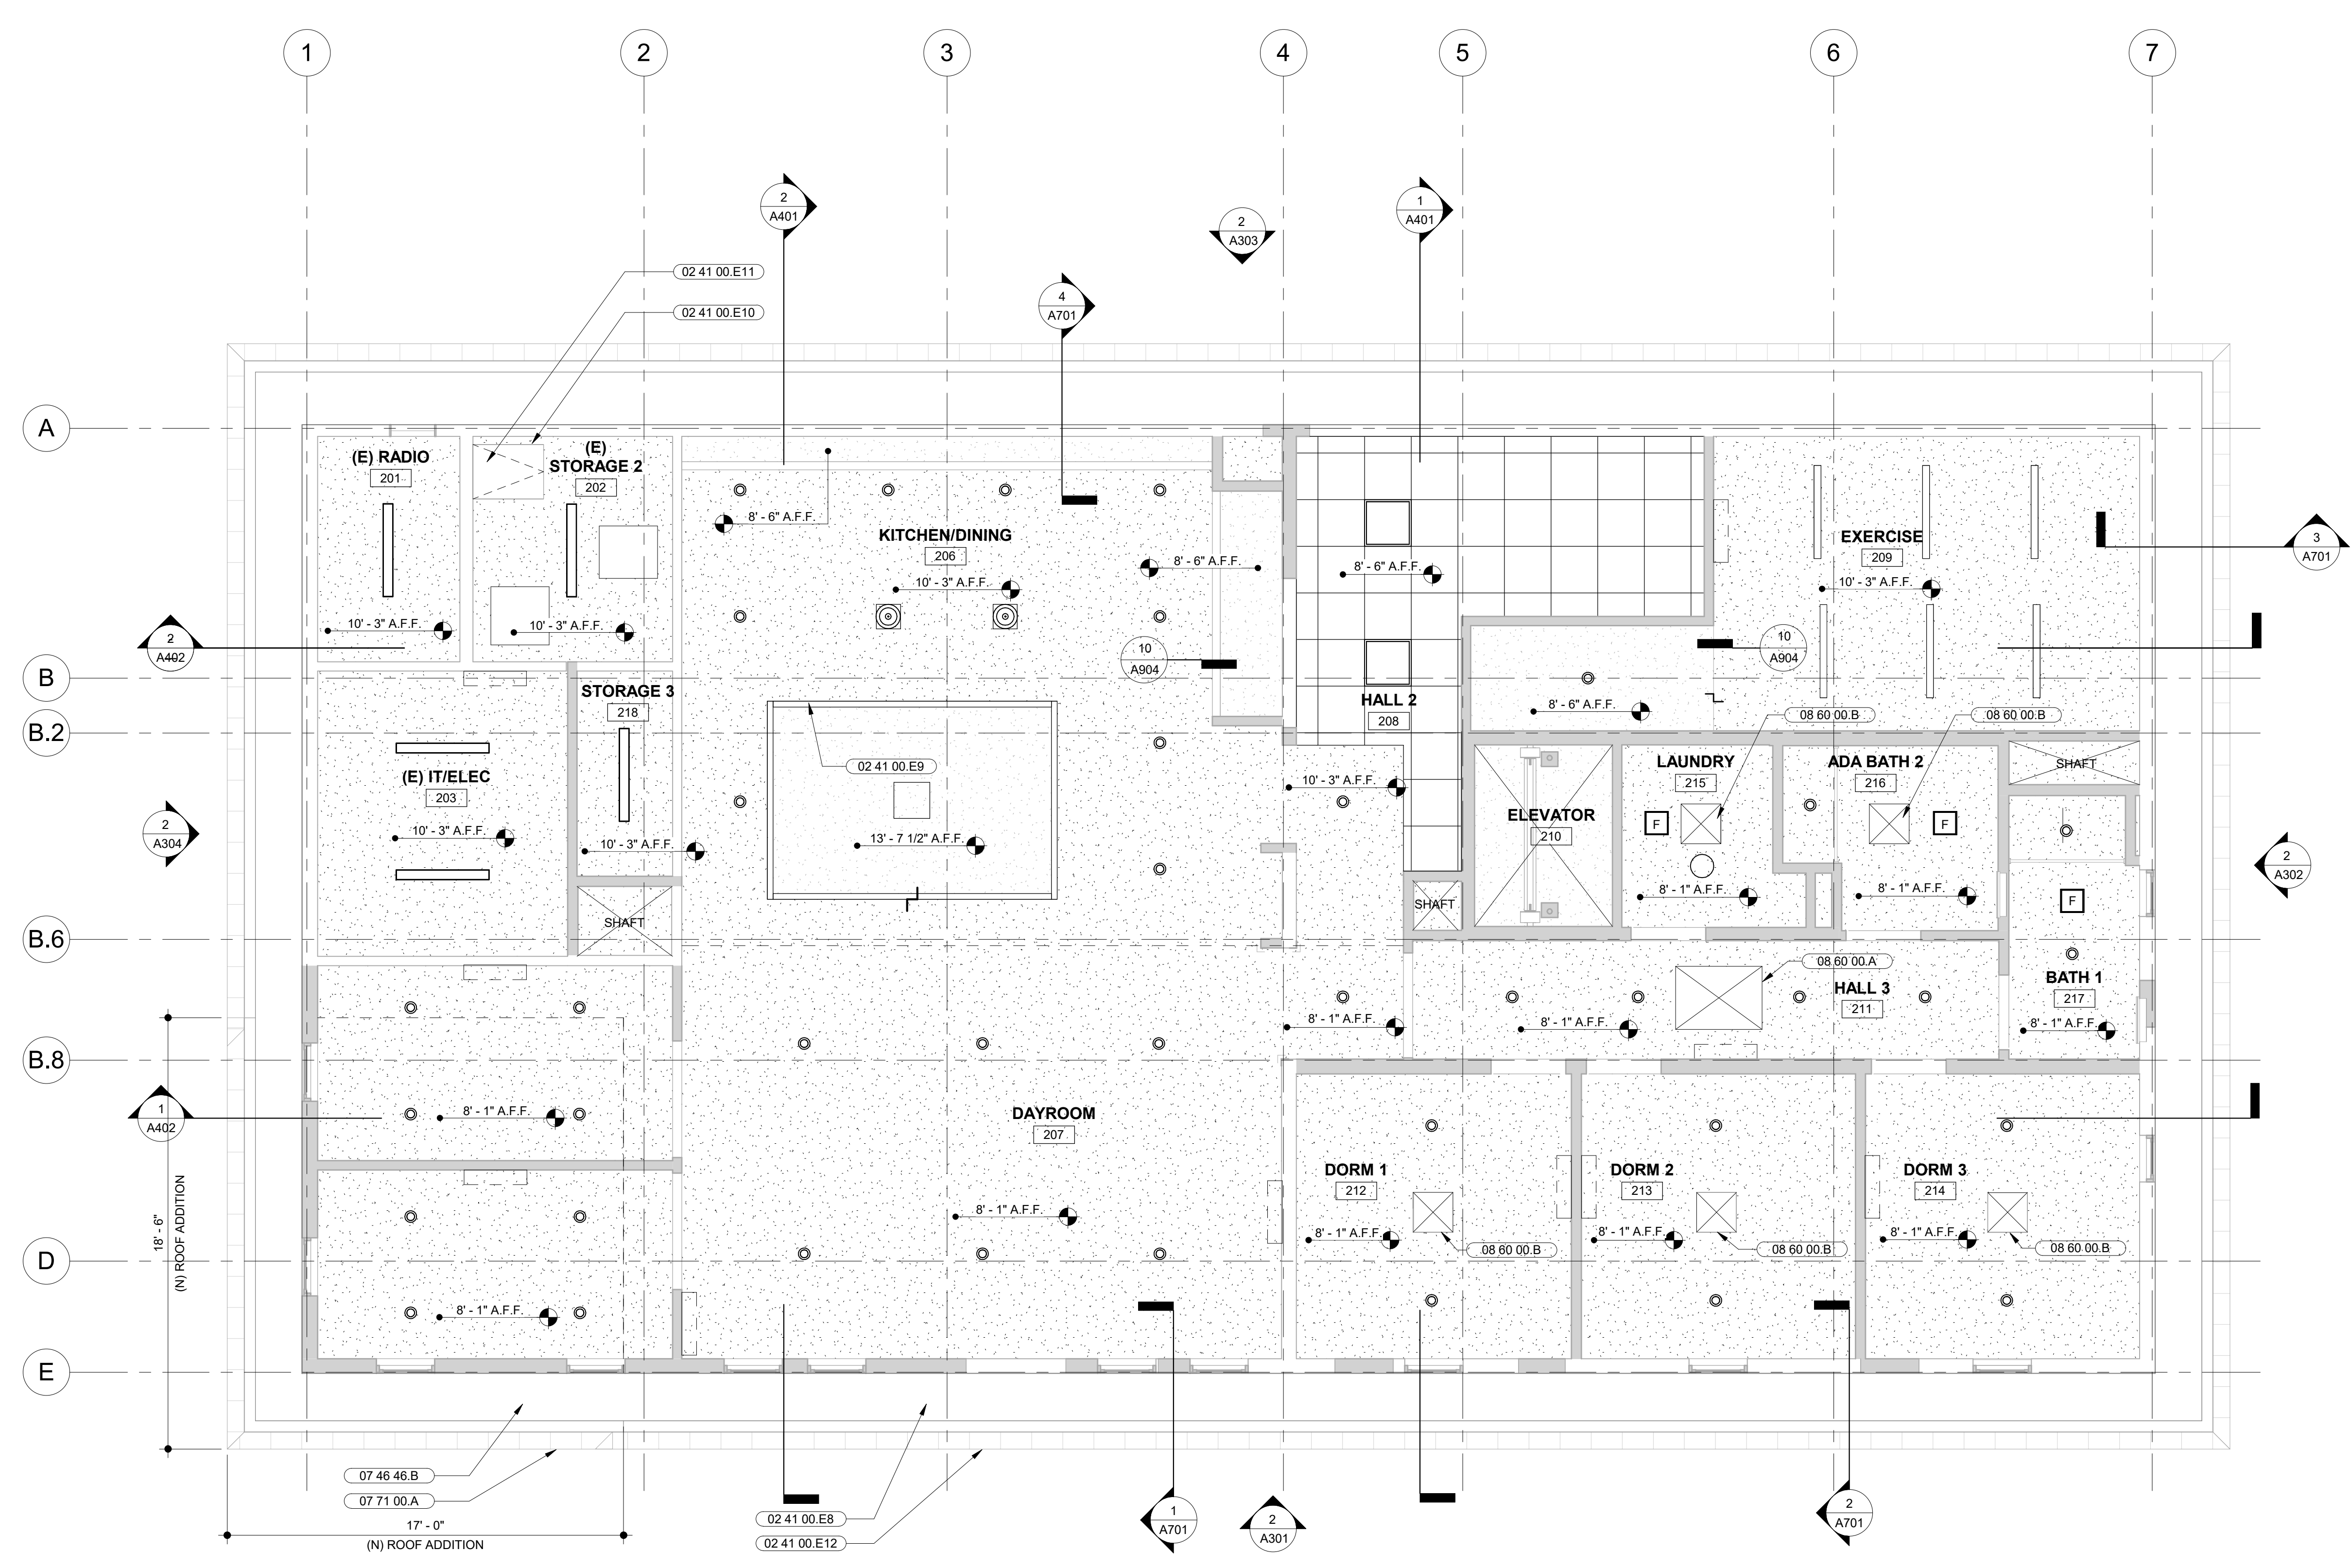 1
2
3
4
5
6
7
2
A401
1
A401
2
A303
02 41 00.E11
02 41 00.E10
4
A701
A
(E) RADIO
201
(E)
STORAGE 2
202
8' - 6" A.F.F.
KITCHEN/DINING
206
10' - 3" A.F.F.
8' - 6" A.F.F.
8' - 6" A.F.F.
EXERCISE
209
10' - 3" A.F.F.
3
A701
10' - 3" A.F.F.
10' - 3" A.F.F.
2
A402
10
A904
10
A904
B
STORAGE 3
218
HALL 2
208
8' - 6" A.F.F.
08 60 00.B
08 60 00.B
B.2
(E) IT/ELEC
203
02 41 00.E9
10' - 3" A.F.F.
LAUNDRY
215
ADA BATH 2
216
SHAFT
2
A304
10' - 3" A.F.F.
10' - 3" A.F.F.
13' - 7 1/2" A.F.F.
ELEVATOR
210
F
F
2
A302
SHAFT
SHAFT
8' - 1" A.F.F.
8' - 1" A.F.F.
F
B.6
08 60 00.A
HALL 3
211
BATH 1
217
8' - 1" A.F.F.
8' - 1" A.F.F.
8' - 1" A.F.F.
B.8
1
A402
8' - 1" A.F.F.
DAYROOM
207
DORM 1
212
DORM 2
213
DORM 3
214
8' - 1" A.F.F.
8' - 1" A.F.F.
8' - 1" A.F.F.
8' - 1" A.F.F.
08 60 00.B
08 60 00.B
08 60 00.B
18' - 6"
(N) ROOF ADDITION
D
8' - 1" A.F.F.
E
07 46 46.B
07 71 00.A
17' - 0"
(N) ROOF ADDITION
02 41 00.E8
02 41 00.E12
1
A701
2
A301
2
A701